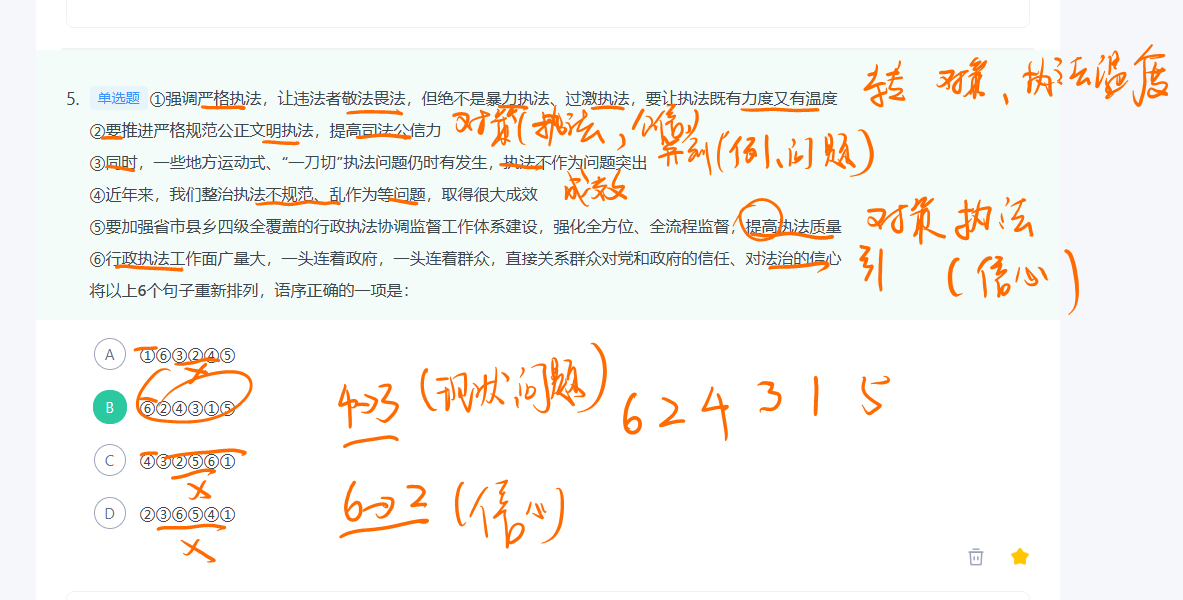 5. 单选题 ①强调严格执法，让违法者敬法畏法，但绝不是暴力执法、过激执法，要让执法既有力度又有温度
转 对策、执法温度
②要推进严格规范公正文明执法，提高司法公信力
对策(执法，公信)
③同时，一些地方运动式、“一刀切”执法问题仍时有发生，执法不作为问题突出
并列(例、问题)
④近年来，我们整治执法不规范、乱作为等问题，取得很大成效
成效
⑤要加强省市县乡四级全覆盖的行政执法协调监督工作体系建设，强化全方位、全流程监督，提高执法质量
对策 执法
⑥行政执法工作面广量大，一头连着政府，一头连着群众，直接关系群众对党和政府的信任、对法治的信心
引 (信心)
将以上6个句子重新排列，语序正确的一项是：
A ①⑥③②④⑤
B ⑥②④③①⑤
4→3 (现状问题)
6 2 4 3 1 5
C ④③②⑤⑥①
D ②③⑥⑤④①
6→2 (信心)